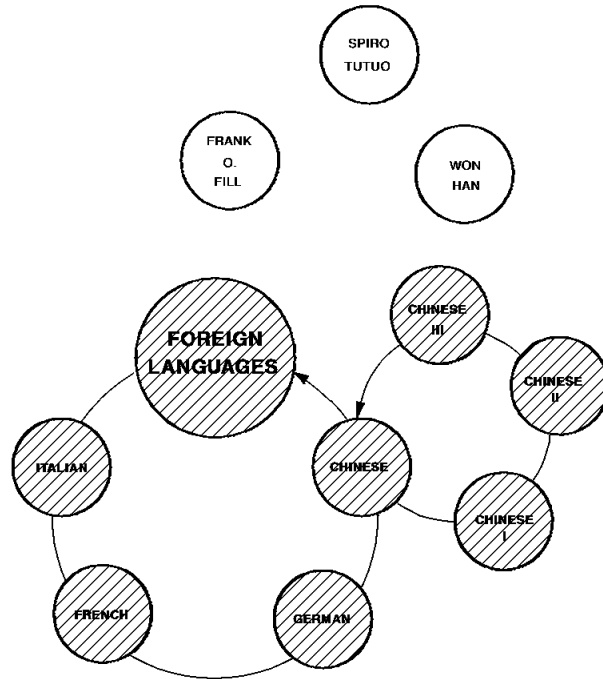 SPIRO
TUTUO
FRANK
O.
FILL
WON
HAN
CHINESE
III
FOREIGN
LANGUAGES
CHINESE
II
ITALIAN
CHINESE
CHINESE
I
FRENCH
GERMAN